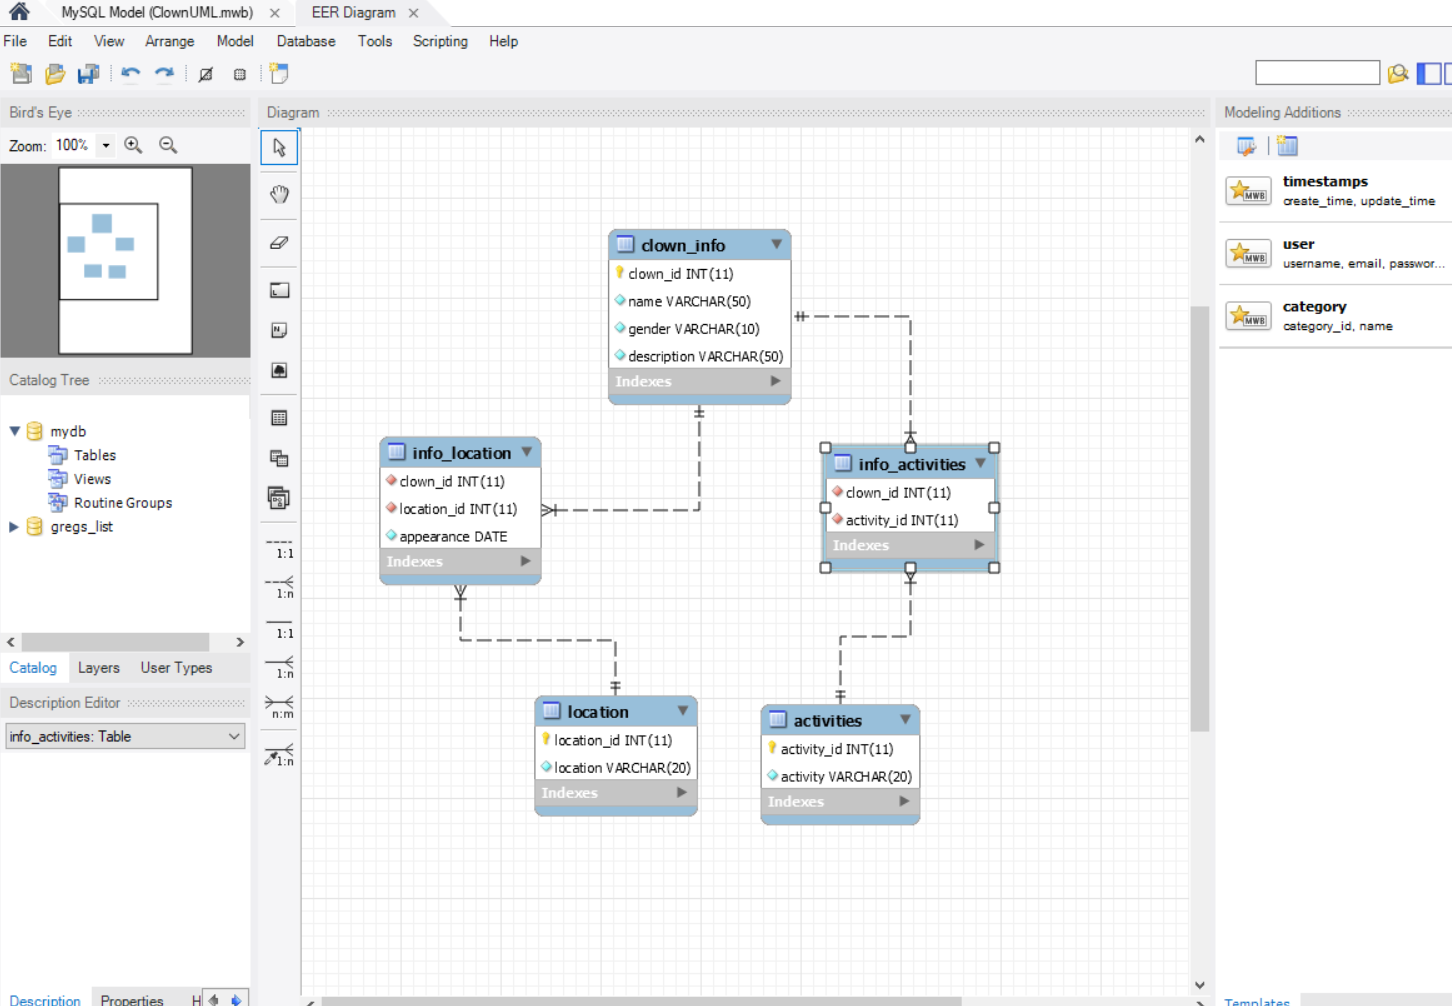 MySQL Model (ClownUML.mwb)
EER Diagram
File Edit View Arrange Model Database Tools Scripting Help
Bird's Eye
Diagram
Modeling Additions
Zoom: 100%
timestamps
create_time, update_time
user
username, email, passwor...
category
category_id, name
Catalog Tree
mydb
Tables
Views
Routine Groups
gregs_list
Catalog Layers User Types
Description Editor
info_activities: Table
Description Properties H
1:1
1:n
1:1
1:n
n:m
1:n
clown_info
clown_id INT(11)
name VARCHAR(50)
gender VARCHAR(10)
description VARCHAR(50)
Indexes
info_location
clown_id INT(11)
location_id INT(11)
appearance DATE
Indexes
info_activities
clown_id INT(11)
activity_id INT(11)
Indexes
location
location_id INT(11)
location VARCHAR(20)
Indexes
activities
activity_id INT(11)
activity VARCHAR(20)
Indexes
MWB
MWB
MWB
Templates